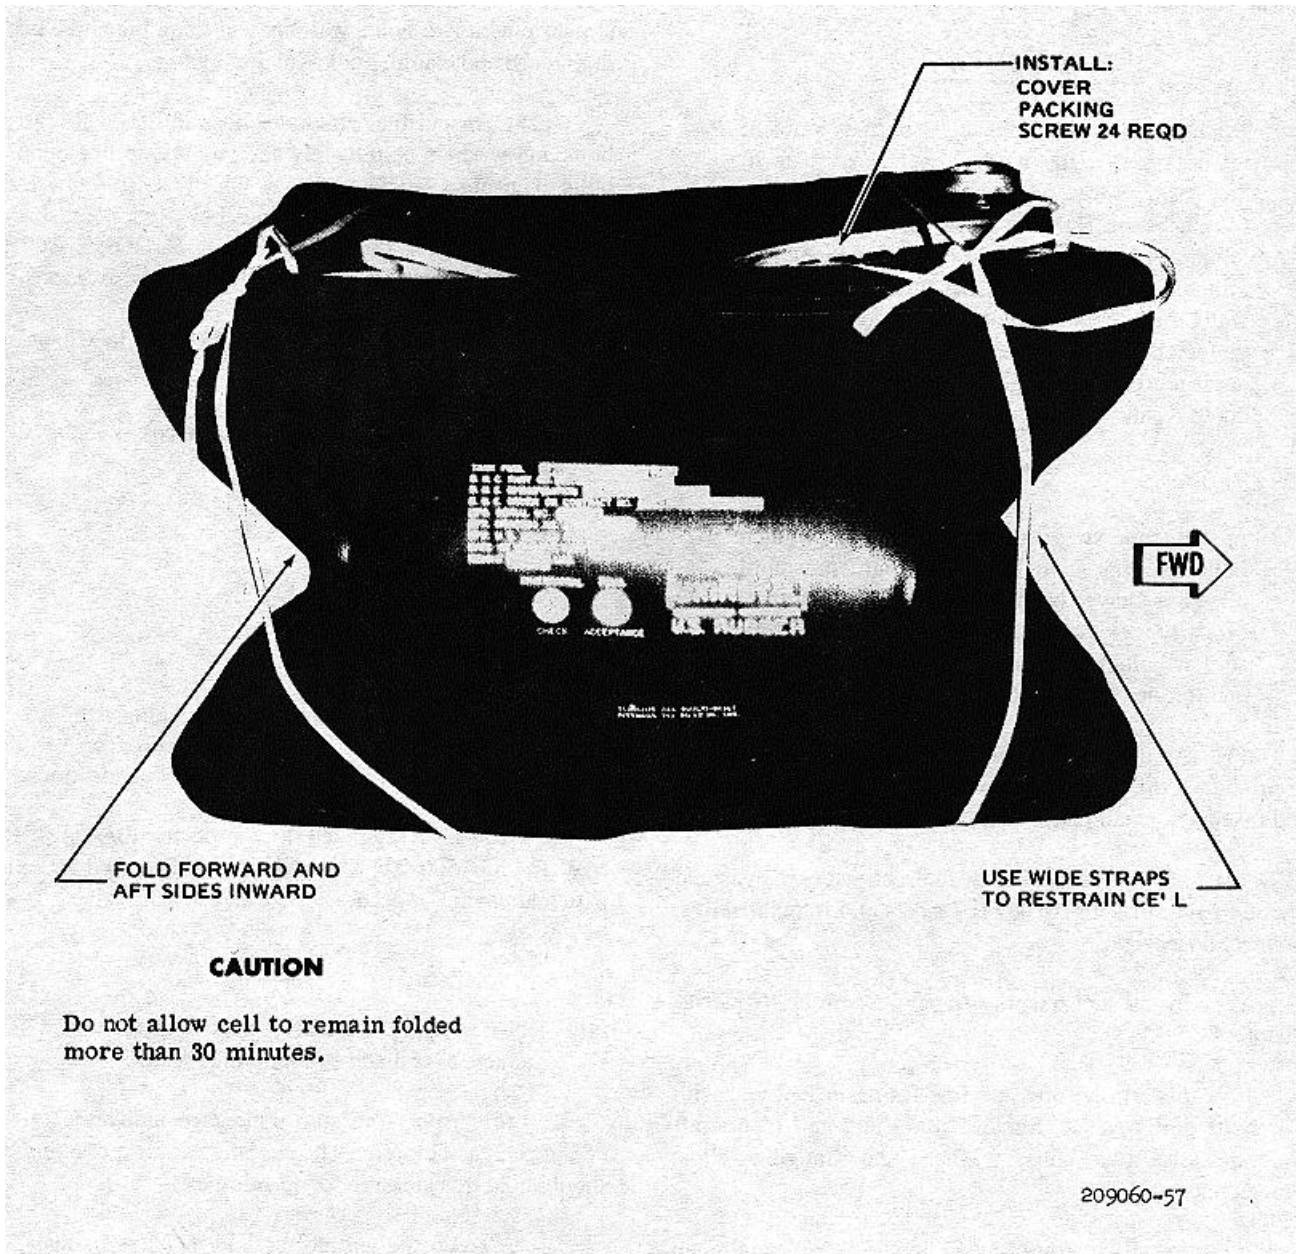 INSTALL:
COVER
PACKING
SCREW 24 REQD
FWD
FOLD FORWARD AND
AFT SIDES INWARD
USE WIDE STRAPS
TO RESTRAIN CE' L
CAUTION
Do not allow cell to remain folded
more than 30 minutes.
CHECK ACCEPTANCE
U.S. RUBBER
209060-57